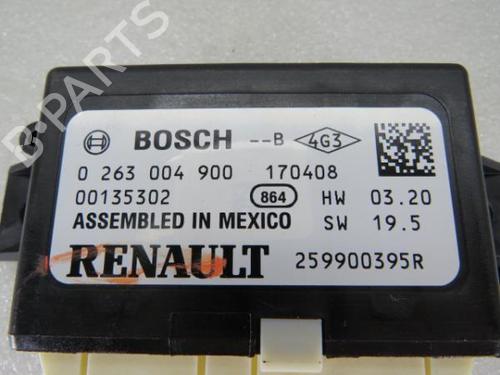 BOSCH --B 4G3
0 263 004 900 170408
00135302 864 HW 03.20
ASSEMBLED IN MEXICO SW 19.5
RENAULT 259900395R
B-PARTS